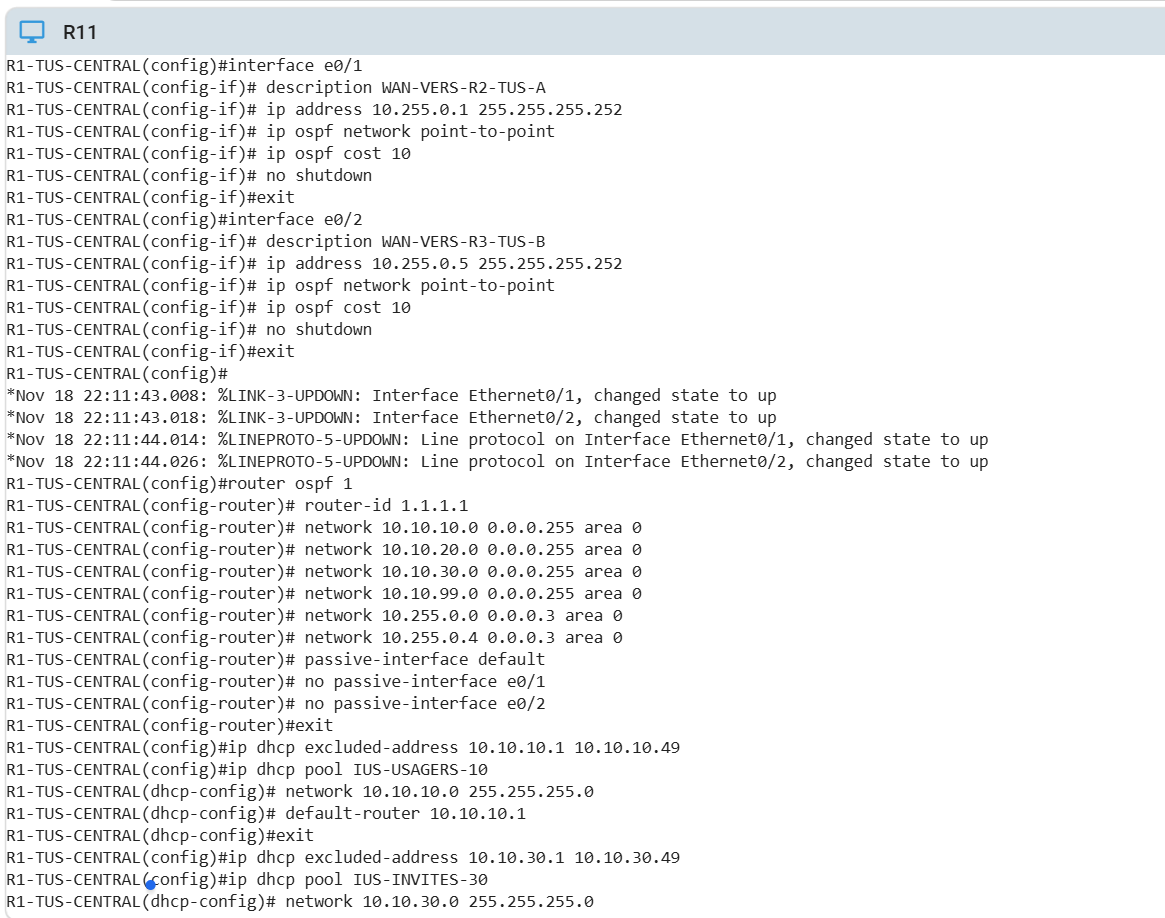 R11
R1-TUS-CENTRAL(config)#interface e0/1
R1-TUS-CENTRAL(config-if)# description WAN-VERS-R2-TUS-A
R1-TUS-CENTRAL(config-if)# ip address 10.255.0.1 255.255.255.252
R1-TUS-CENTRAL(config-if)# ip ospf network point-to-point
R1-TUS-CENTRAL(config-if)# ip ospf cost 10
R1-TUS-CENTRAL(config-if)# no shutdown
R1-TUS-CENTRAL(config-if)#exit
R1-TUS-CENTRAL(config)#interface e0/2
R1-TUS-CENTRAL(config-if)# description WAN-VERS-R3-TUS-B
R1-TUS-CENTRAL(config-if)# ip address 10.255.0.5 255.255.255.252
R1-TUS-CENTRAL(config-if)# ip ospf network point-to-point
R1-TUS-CENTRAL(config-if)# ip ospf cost 10
R1-TUS-CENTRAL(config-if)# no shutdown
R1-TUS-CENTRAL(config-if)#exit
R1-TUS-CENTRAL(config)#
*Nov 18 22:11:43.008: %LINK-3-UPDOWN: Interface Ethernet0/1, changed state to up
*Nov 18 22:11:43.018: %LINK-3-UPDOWN: Interface Ethernet0/2, changed state to up
*Nov 18 22:11:44.014: %LINEPROTO-5-UPDOWN: Line protocol on Interface Ethernet0/1, changed state to up
*Nov 18 22:11:44.026: %LINEPROTO-5-UPDOWN: Line protocol on Interface Ethernet0/2, changed state to up
R1-TUS-CENTRAL(config)#router ospf 1
R1-TUS-CENTRAL(config-router)# router-id 1.1.1.1
R1-TUS-CENTRAL(config-router)# network 10.10.10.0 0.0.0.255 area 0
R1-TUS-CENTRAL(config-router)# network 10.10.20.0 0.0.0.255 area 0
R1-TUS-CENTRAL(config-router)# network 10.10.30.0 0.0.0.255 area 0
R1-TUS-CENTRAL(config-router)# network 10.10.99.0 0.0.0.255 area 0
R1-TUS-CENTRAL(config-router)# network 10.255.0.0 0.0.0.3 area 0
R1-TUS-CENTRAL(config-router)# network 10.255.0.4 0.0.0.3 area 0
R1-TUS-CENTRAL(config-router)# passive-interface default
R1-TUS-CENTRAL(config-router)# no passive-interface e0/1
R1-TUS-CENTRAL(config-router)# no passive-interface e0/2
R1-TUS-CENTRAL(config-router)#exit
R1-TUS-CENTRAL(config)#ip dhcp excluded-address 10.10.10.1 10.10.10.49
R1-TUS-CENTRAL(config)#ip dhcp pool IUS-USAGERS-10
R1-TUS-CENTRAL(dhcp-config)# network 10.10.10.0 255.255.255.0
R1-TUS-CENTRAL(dhcp-config)# default-router 10.10.10.1
R1-TUS-CENTRAL(dhcp-config)#exit
R1-TUS-CENTRAL(config)#ip dhcp excluded-address 10.10.30.1 10.10.30.49
R1-TUS-CENTRAL(config)#ip dhcp pool IUS-INVITES-30
R1-TUS-CENTRAL(dhcp-config)# network 10.10.30.0 255.255.255.0